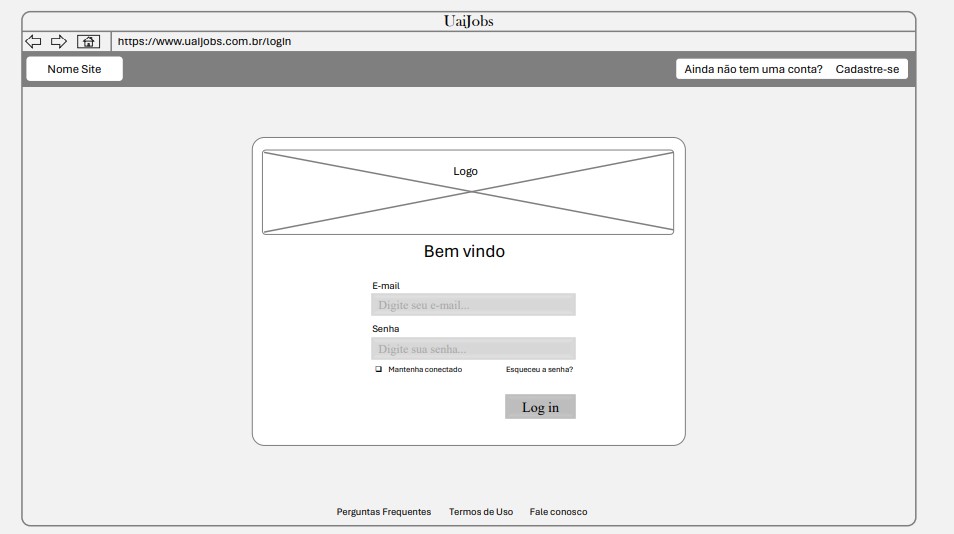 UaiJobs
https://www.uaijobs.com.br/login
Nome Site
Ainda não tem uma conta? Cadastre-se
Logo
Bem vindo
E-mail
Digite seu e-mail...
Senha
Digite sua senha...
Mantenha conectado Esqueceu a senha?
Log in
Perguntas Frequentes Termos de Uso Fale conosco